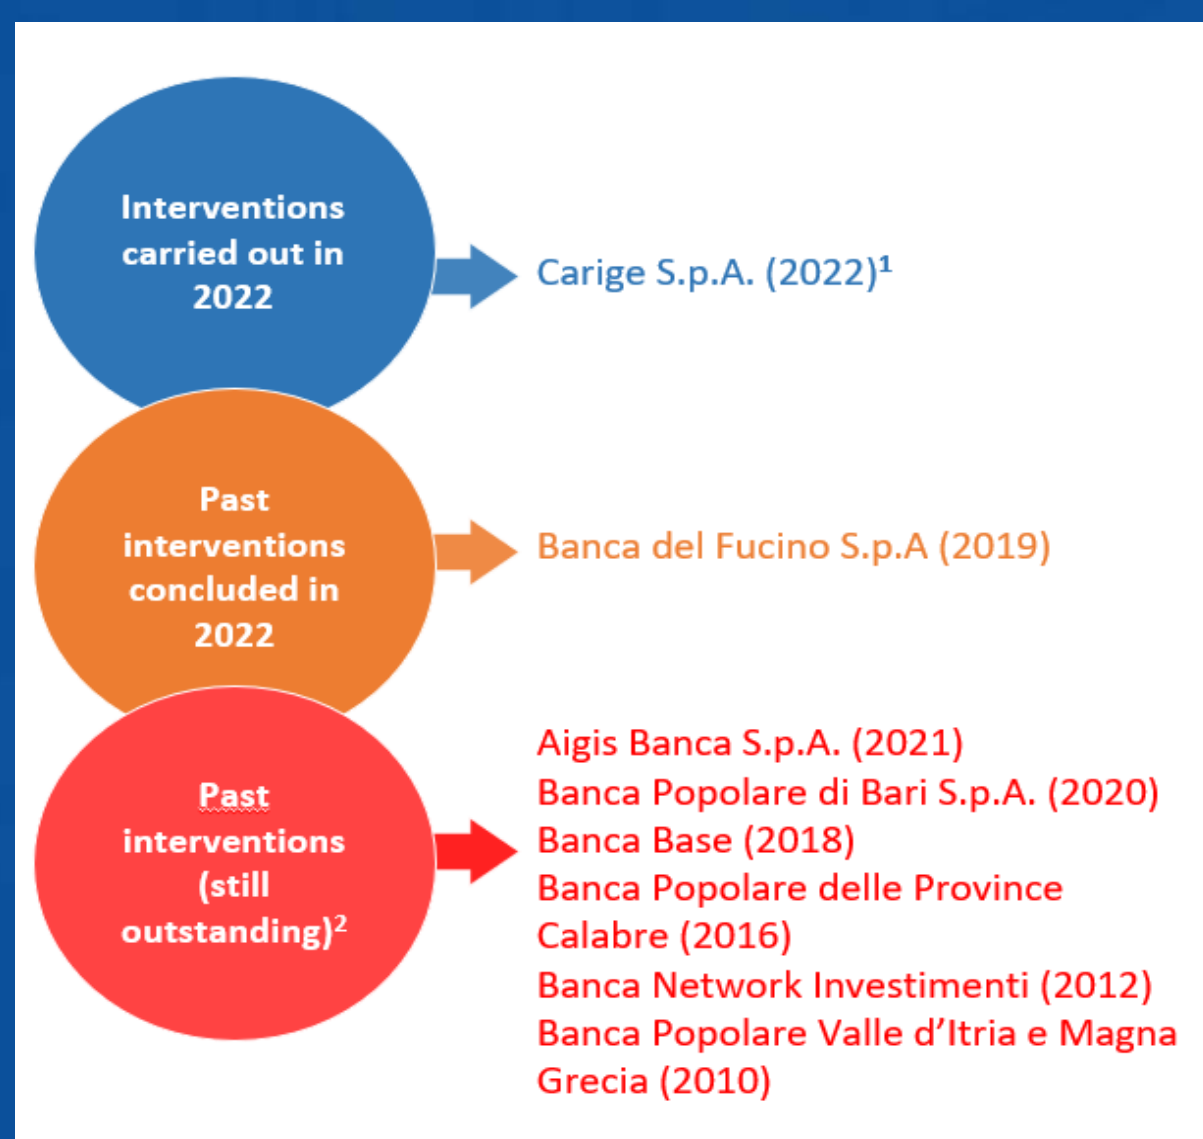 Interventions
carried out in
2022
Carige S.p.A. (2022)¹
Past
interventions
concluded in
2022
Banca del Fucino S.p.A (2019)
Past
interventions
(still
outstanding)²
Aigis Banca S.p.A. (2021)
Banca Popolare di Bari S.p.A. (2020)
Banca Base (2018)
Banca Popolare delle Province
Calabre (2016)
Banca Network Investimenti (2012)
Banca Popolare Valle d’Itria e Magna
Grecia (2010)